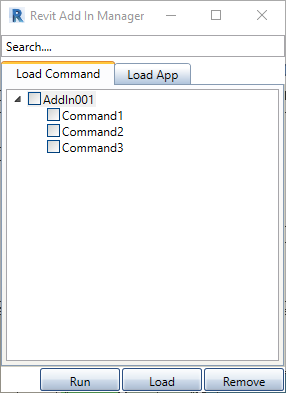 R Revit Add In Manager
Search....
Load Command Load App
AddIn001
Command1
Command2
Command3
Run Load Remove